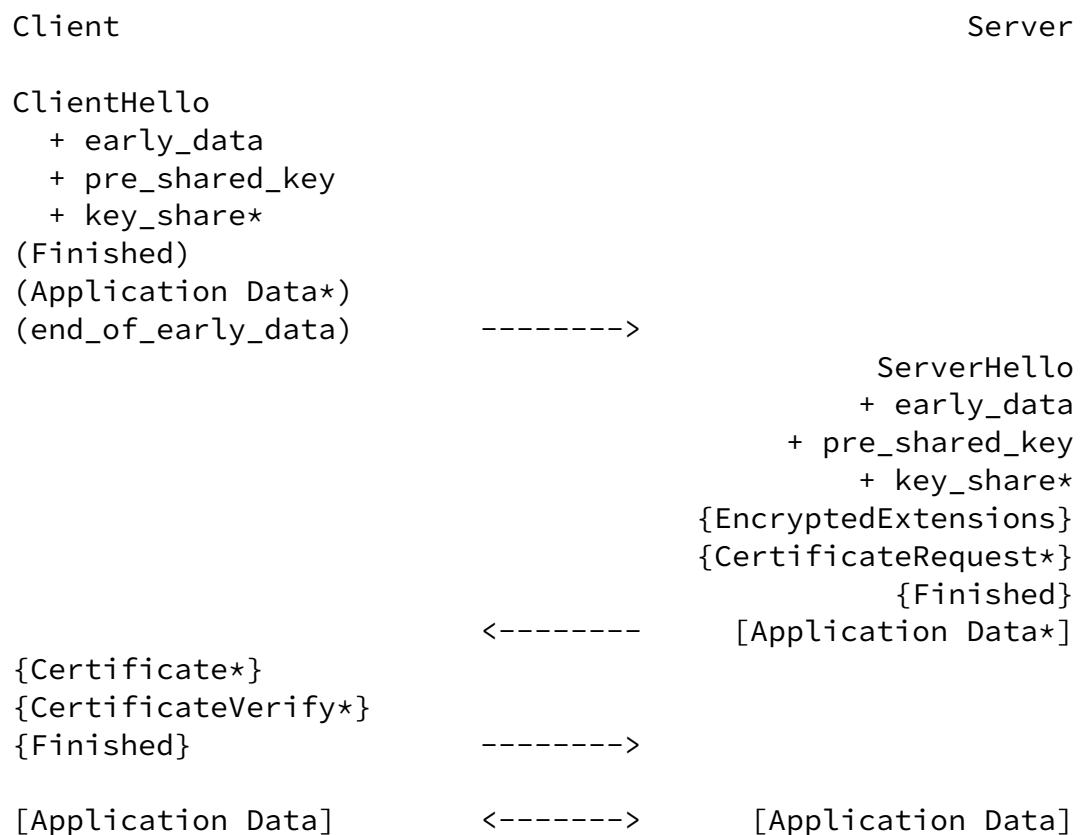 Client                                               Server

ClientHello
  + early_data
  + pre_shared_key
  + key_share*
(Finished)
(Application Data*)
(end_of_early_data)       -------->
                                                ServerHello
                                               + early_data
                                           + pre_shared_key
                                               + key_share*
                                      {EncryptedExtensions}
                                      {CertificateRequest*}
                                                 {Finished}
                          <--------     [Application Data*]
{Certificate*}
{CertificateVerify*}
{Finished}                -------->

[Application Data]        <------->      [Application Data]